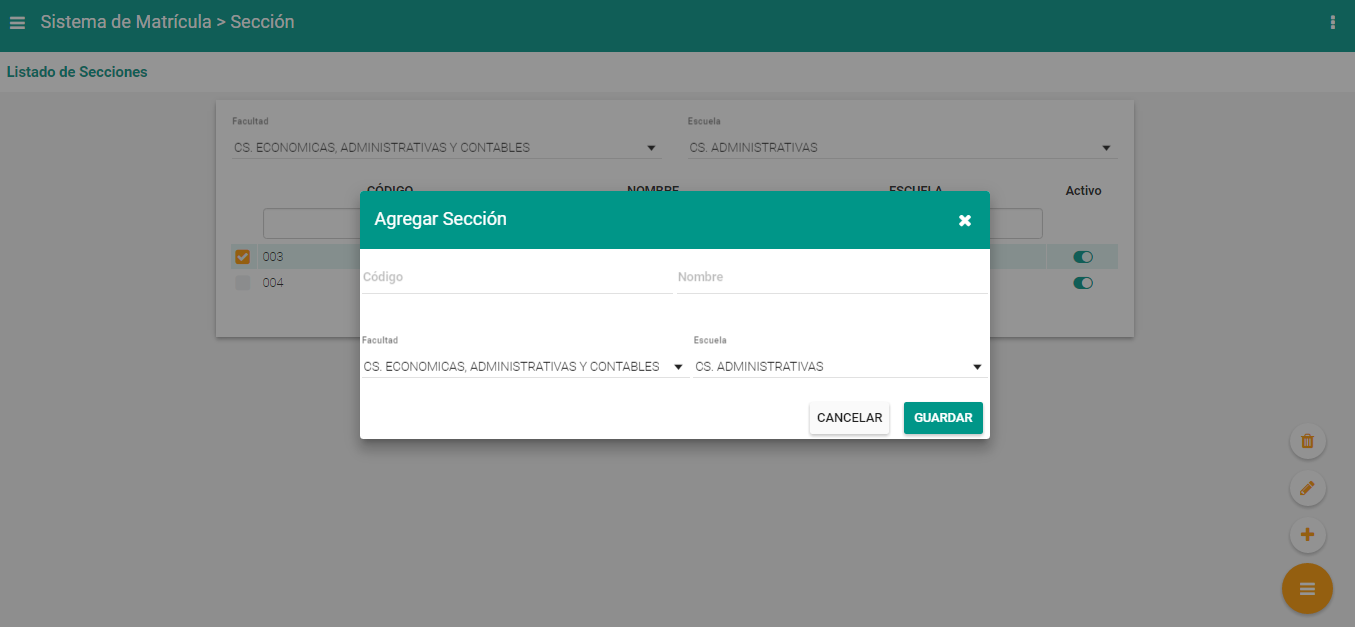 Sistema de Matrícula > Sección
Listado de Secciones
Facultad
Escuela
CS. ECONOMICAS, ADMINISTRATIVAS Y CONTABLES
CS. ADMINISTRATIVAS
CÓDIGO
NOMBRE
ESCUELA
Activo
003
004
Agregar Sección
Código
Nombre
Facultad
Escuela
CS. ECONOMICAS, ADMINISTRATIVAS Y CONTABLES
CS. ADMINISTRATIVAS
CANCELAR
GUARDAR